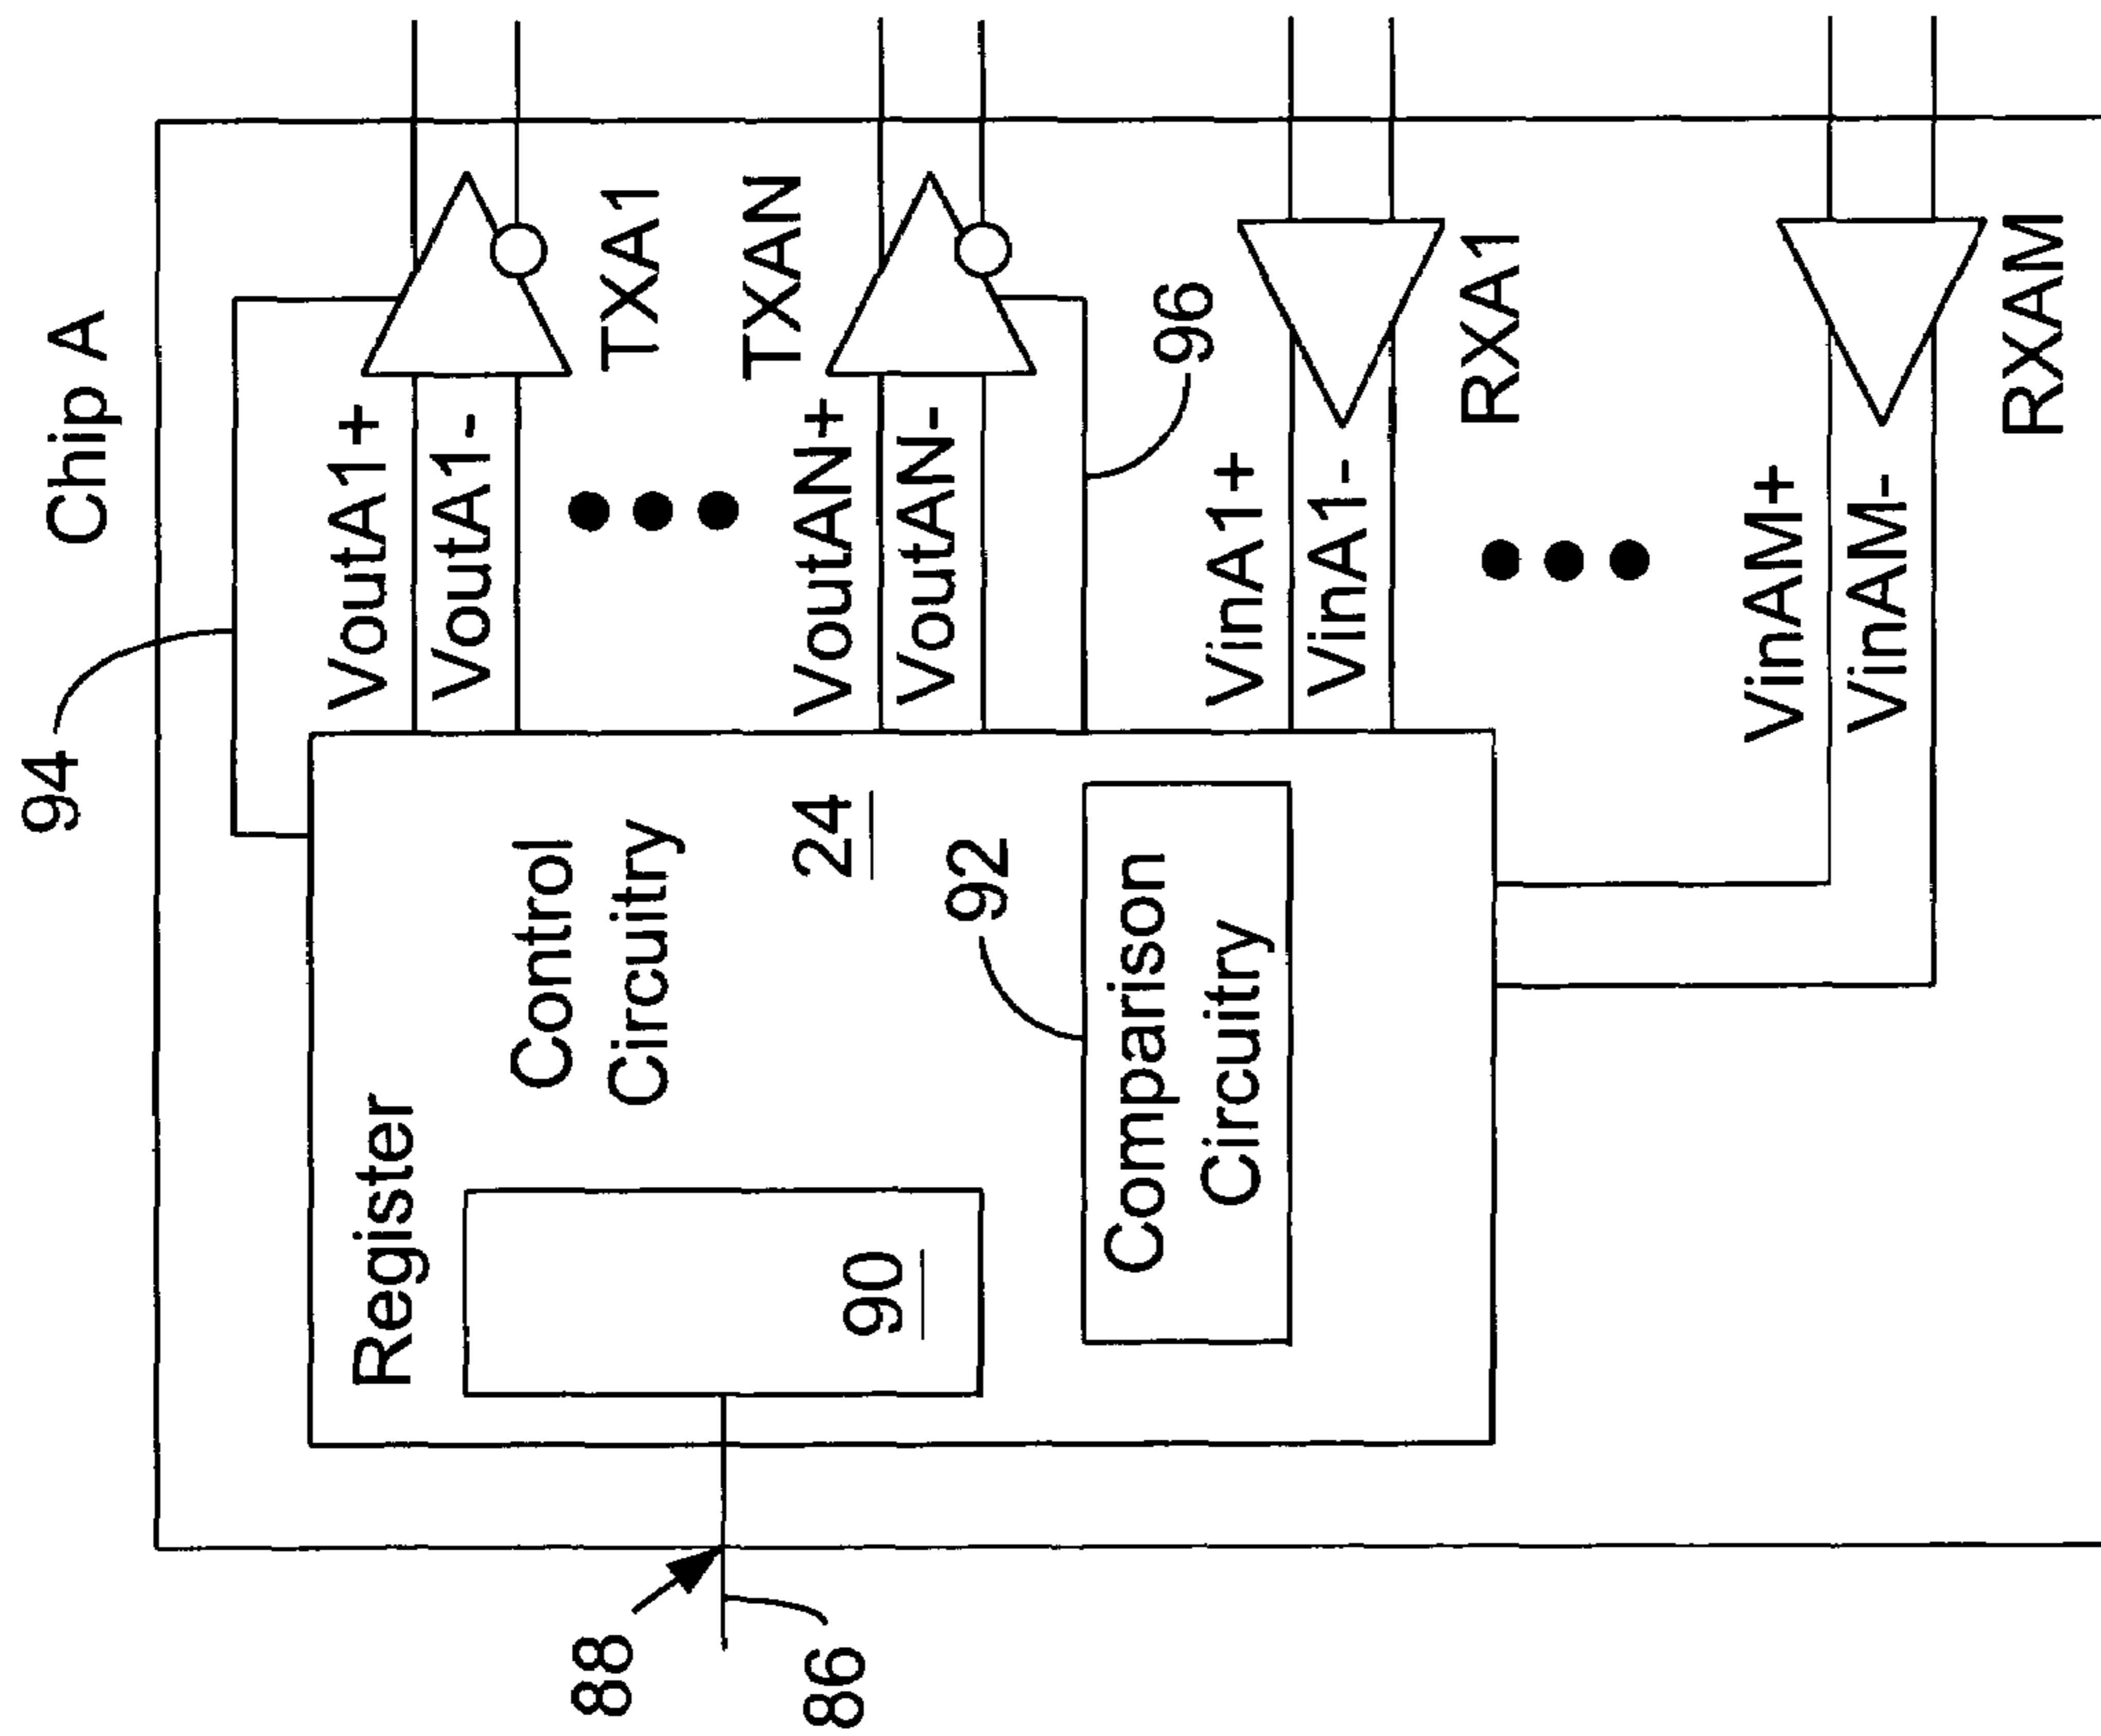 Chip A
94
VoutA1+
VoutA1-
TXA1
TXAN
VoutAN+
VoutAN-
96
VinA1+
VinA1-
RXA1
VinAM+
VinAM-
RXAM
Register
Control
Circuitry
24
90
92
Comparison
Circuitry
88
86